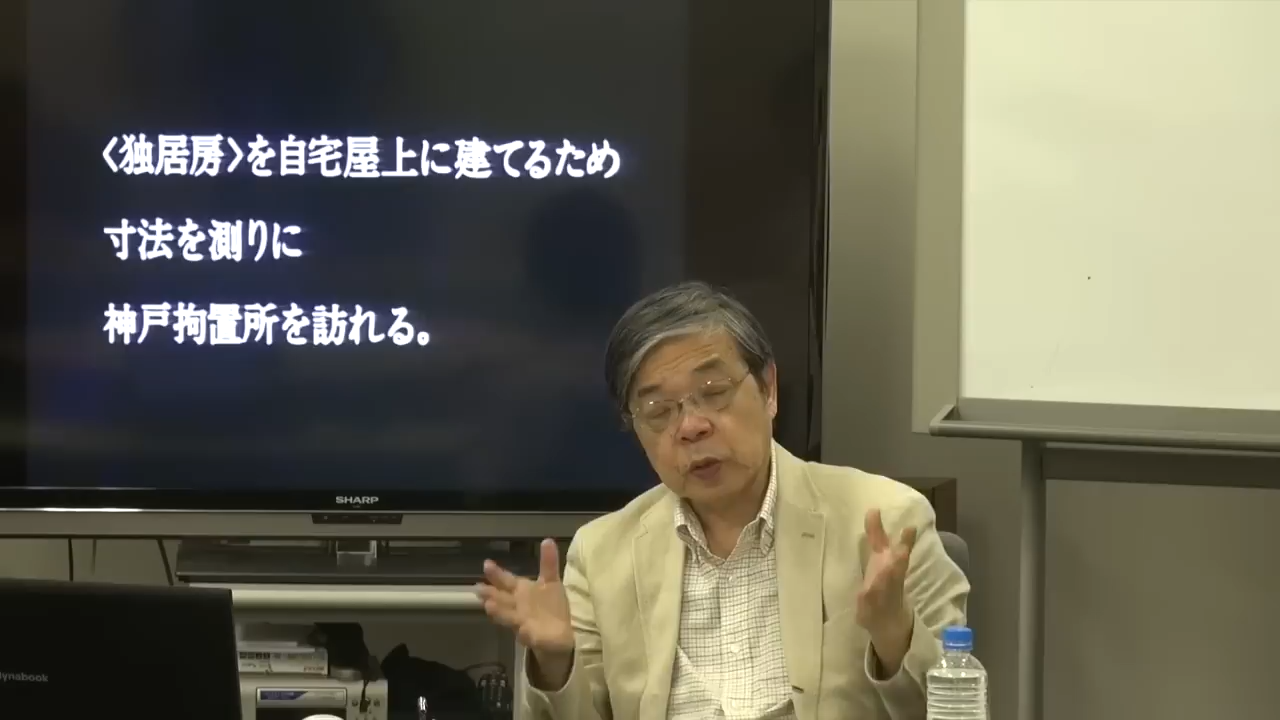 〈独居房〉を自宅屋上に建てるため
寸法を測りに
神戸拘置所を訪れる。
SHARP
dynabook